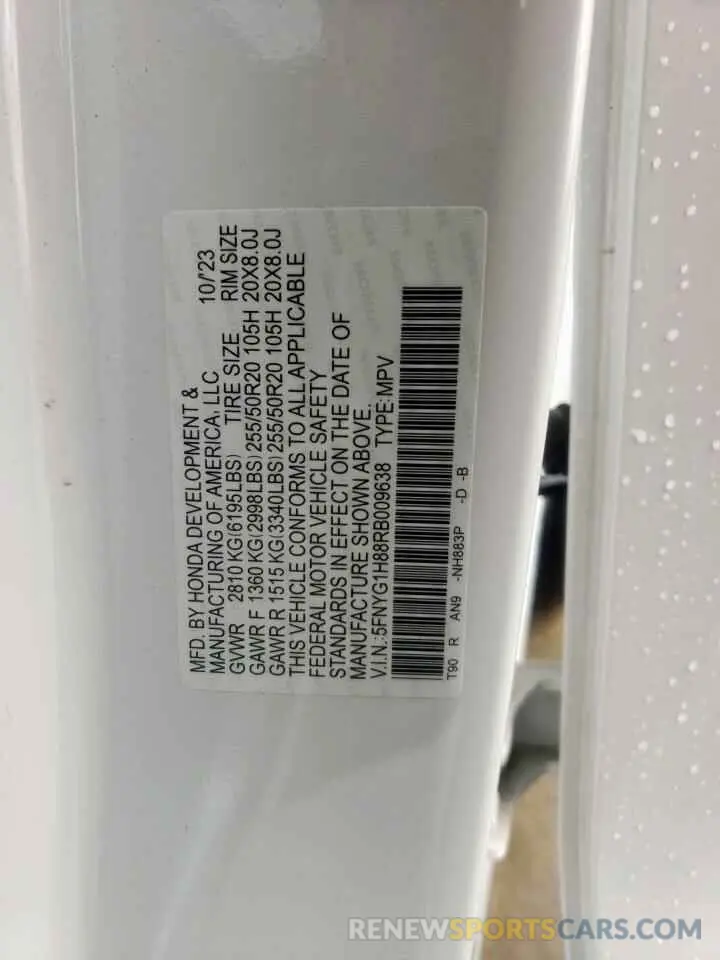 MFD. BY HONDA DEVELOPMENT &
MANUFACTURING OF AMERICA, LLC 10/'23
GVWR 2810 KG(6195LBS) TIRE SIZE RIM SIZE
GAWR F 1360 KG(2998LBS)255/50R20 105H 20X8.0J
GAWR R 1515 KG(3340LBS)255/50R20 105H 20X8.0J
THIS VEHICLE CONFORMS TO ALL APPLICABLE
FEDERAL MOTOR VEHICLE SAFETY
STANDARDS IN EFFECT ON THE DATE OF
MANUFACTURE SHOWN ABOVE.
V.I.N.:5FNYG1H88RB009638 TYPE:MPV
T90 R AN9 -NH883P -D -B
RENEWSPORTSCARS.COM